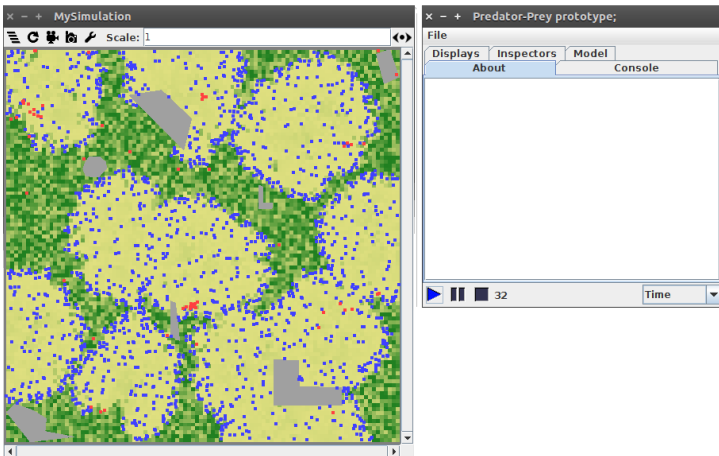 MySimulation
Scale: 1
Predator-Prey prototype;
File
Displays Inspectors Model
About Console
32 Time